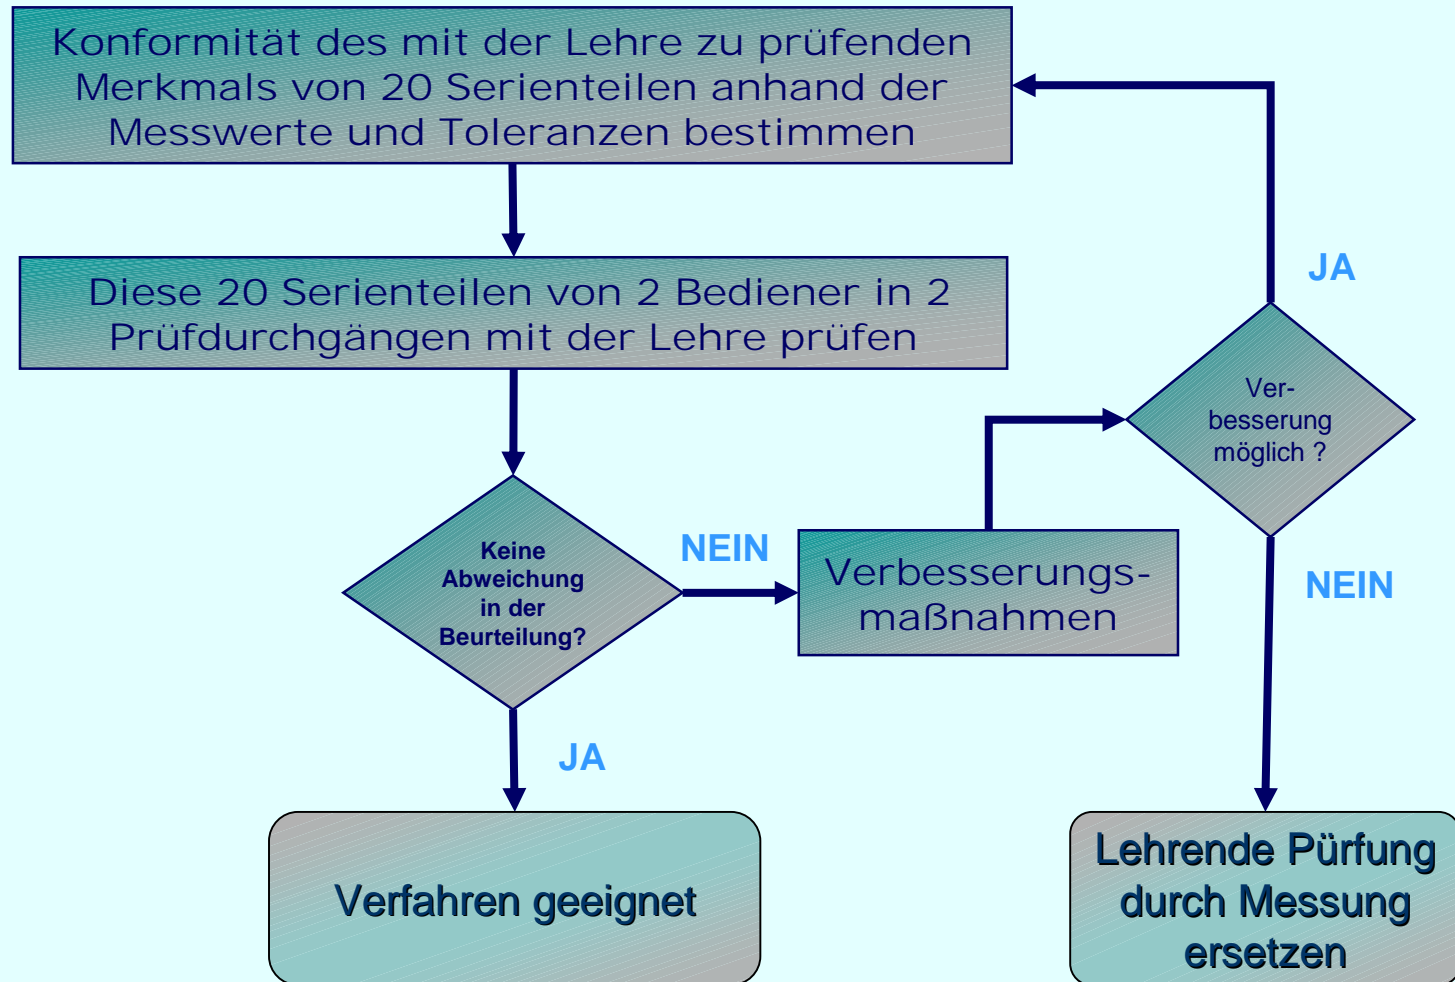 Konformität des mit der Lehre zu prüfenden
Merkmals von 20 Serienteilen anhand der
Messwerte und Toleranzen bestimmen
Diese 20 Serienteilen von 2 Bediener in 2
Prüfdurchgängen mit der Lehre prüfen
JA
Ver-
besserung
möglich ?
Keine
Abweichung
in der
Beurteilung?
NEIN
Verbesserungs-
maßnahmen
NEIN
JA
Verfahren geeignet
Lehrende Pürfung
durch Messung
ersetzen